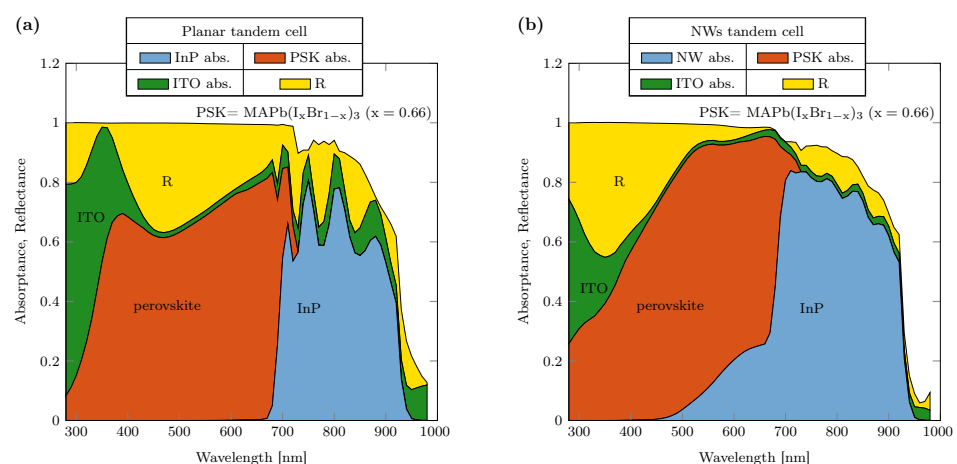 (a)
Planar tandem cell
InP abs.
PSK abs.
ITO abs.
R
PSK= MAPb(IₓBr₁₋ₓ)₃ (x = 0.66)
1.2
1
0.8
0.6
0.4
0.2
0
Absorptance, Reflectance
R
ITO
perovskite
InP
300 400 500 600 700 800 900 1000
Wavelength [nm]
(b)
NWs tandem cell
NW abs.
PSK abs.
ITO abs.
R
PSK= MAPb(IₓBr₁₋ₓ)₃ (x = 0.66)
1.2
1
0.8
0.6
0.4
0.2
0
Absorptance, Reflectance
R
ITO
perovskite
InP
300 400 500 600 700 800 900 1000
Wavelength [nm]